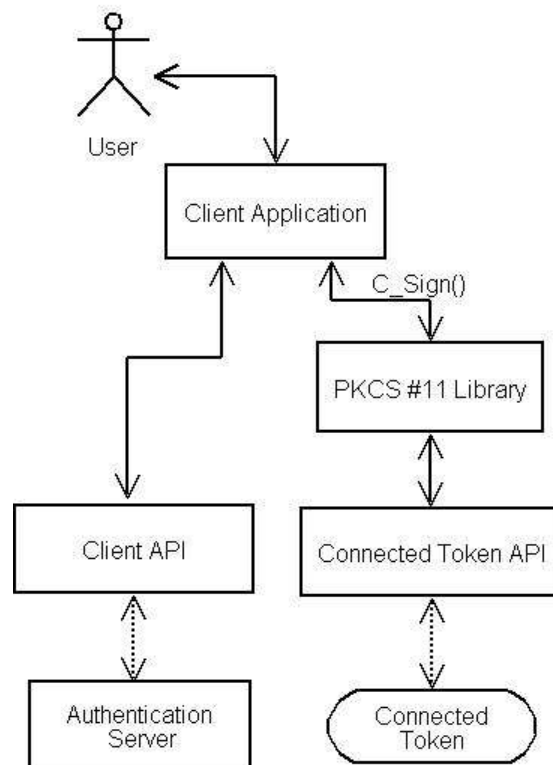 User
Client Application
C_Sign()
PKCS #11 Library
Client API
Connected Token API
Authentication
Server
Connected
Token